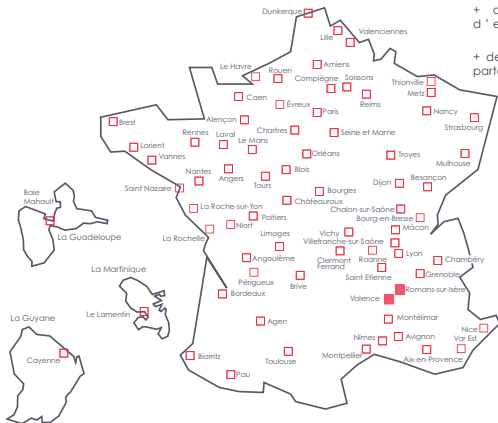 + d
d ’ e
+ de
parte
Dunkerque
Lille
Valenciennes
Le Havre
Rouen
Amiens
Compiègne
Soissons
Thionville
Metz
Caen
Évreux
Paris
Reims
Nancy
Strasbourg
Alençon
Brest
Rennes
Laval
Chartres
Le Mans
Seine et Marne
Lorient
Vannes
Orléans
Troyes
Mulhouse
Nantes
Angers
Blois
Tours
Dijon
Besançon
Saint Nazaire
Bourges
Châteauroux
Baie
Mahault
La Guadeloupe
La Roche-sur-Yon
Poitiers
Chalon-sur-Saône
Bourg-en-Bresse
Mâcon
La Rochelle
Niort
Limoges
Vichy
Villefranche-sur-Saône
Lyon
Chambéry
Angoulême
Clermont
Ferrand
Roanne
Saint Etienne
Grenoble
La Martinique
Périgueux
Brive
Romans-sur-Isère
Bordeaux
Valence
Le Lamentin
La Guyane
Montélimar
Agen
Nice
Var Est
Cayenne
Biarritz
Toulouse
Nîmes
Avignon
Montpellier
Aix-en-Provence
Pau